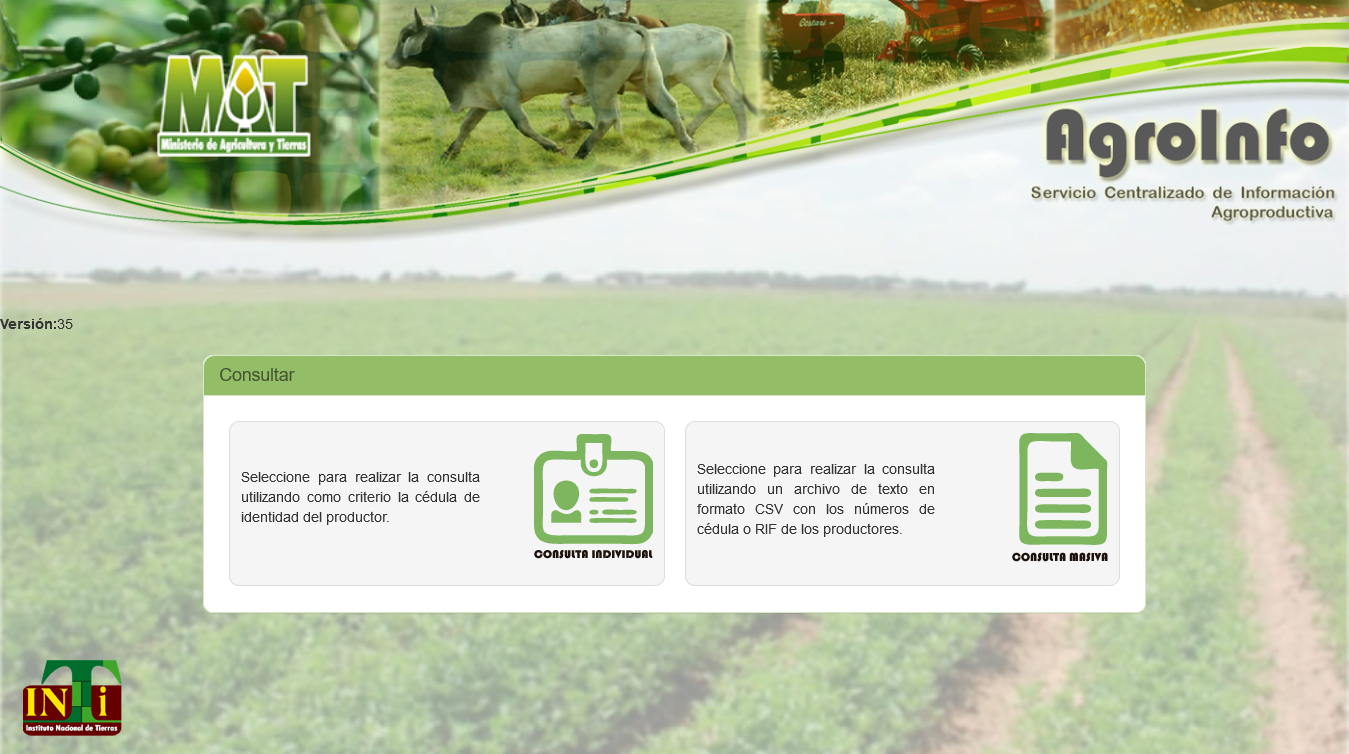 MAT
Ministerio de Agricultura y Tierras
AgroInfo
Servicio Centralizado de Información
Agroproductiva
Versión:35
Consultar
Seleccione para realizar la consulta
utilizando como criterio la cédula de
identidad del productor.
CONSULTA INDIVIDUAL
Seleccione para realizar la consulta
utilizando un archivo de texto en
formato CSV con los números de
cédula o RIF de los productores.
CONSULTA MASIVA
INTi
Instituto Nacional de Tierras